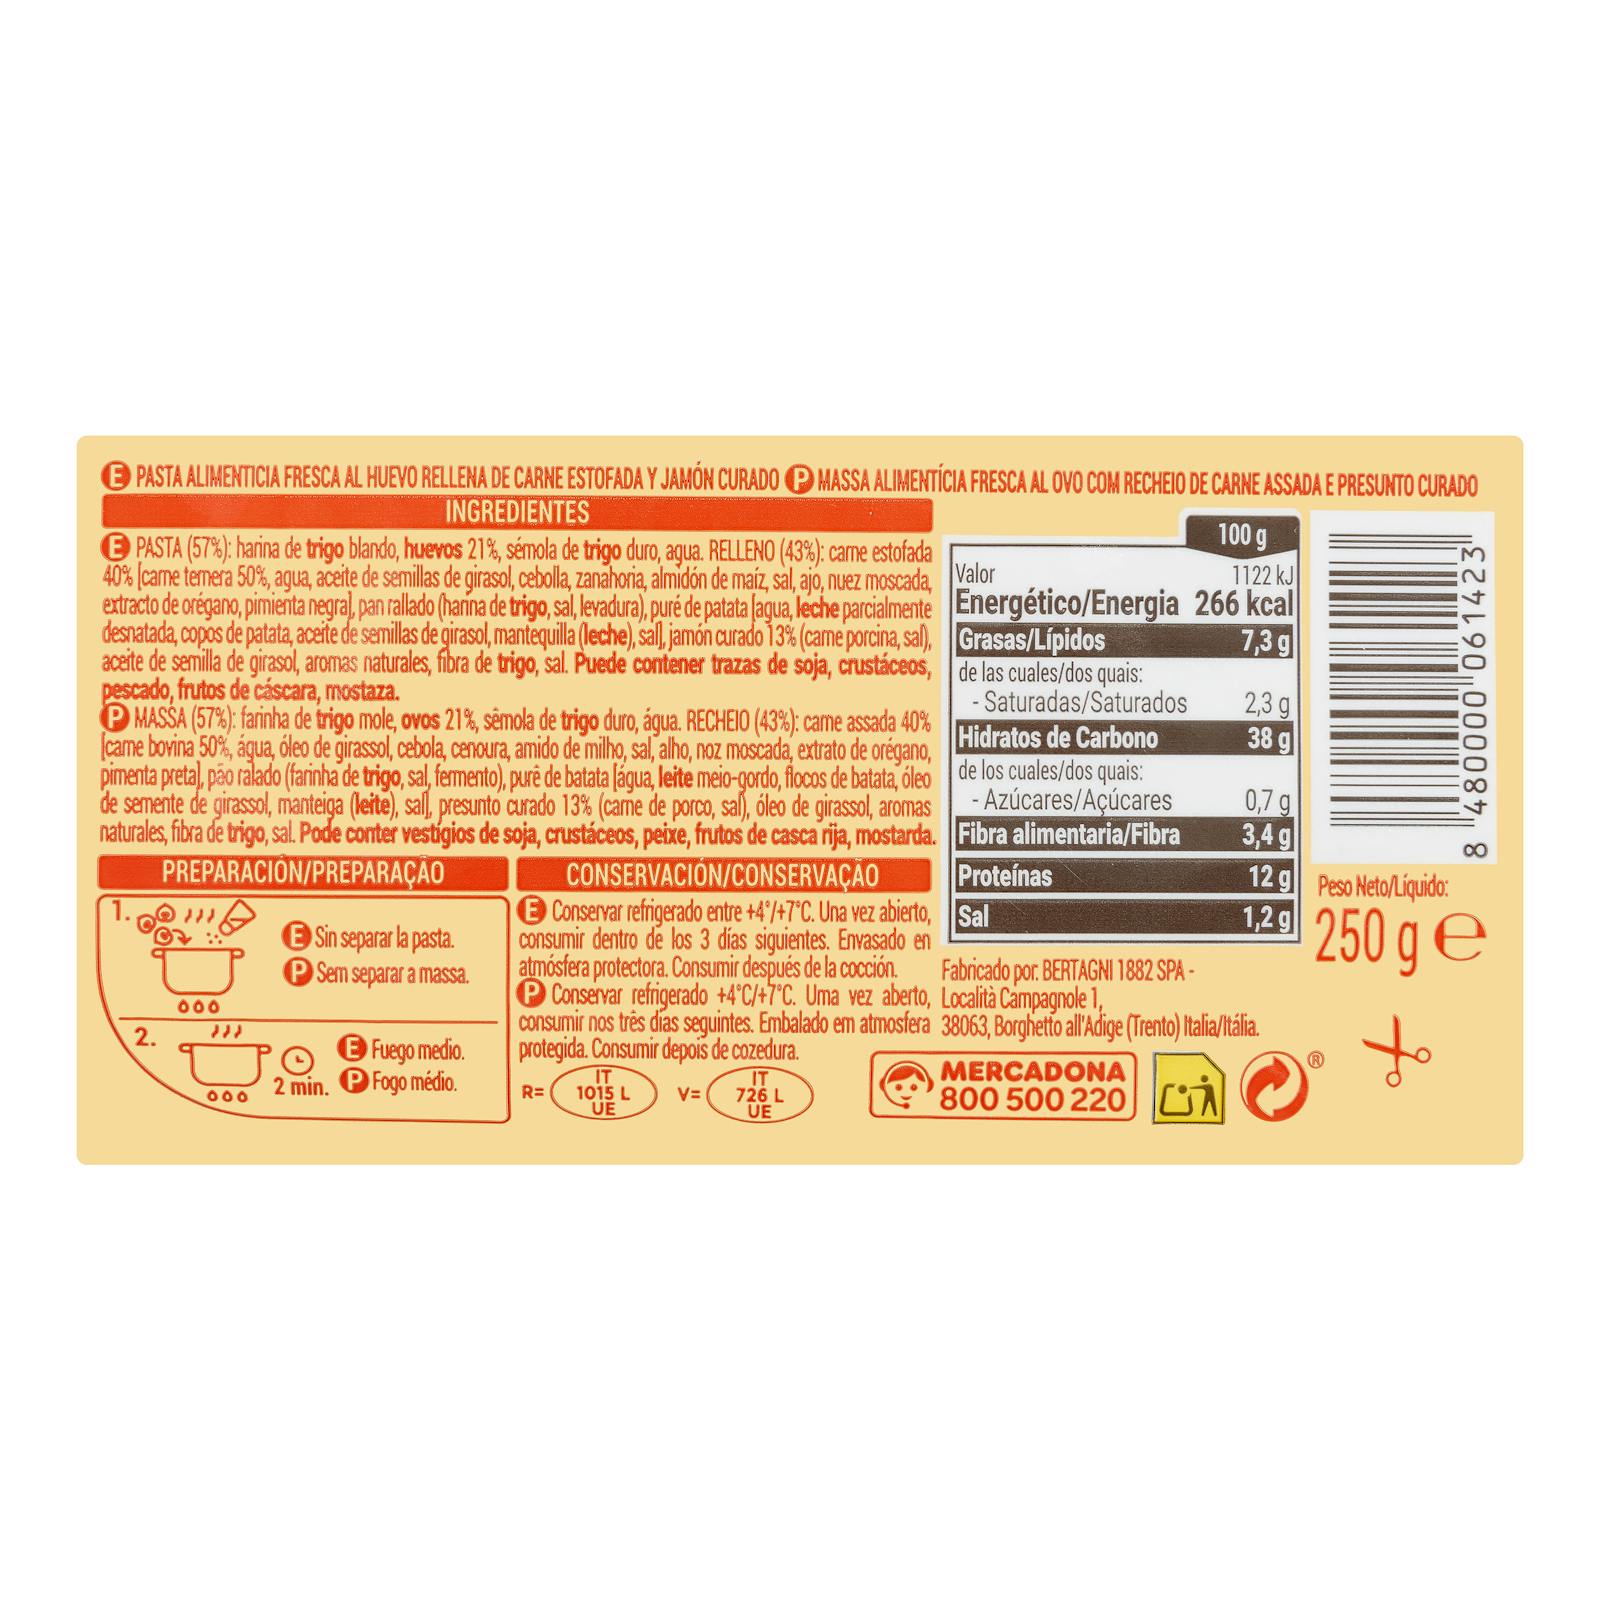 E PASTA ALIMENTICIA FRESCA AL HUEVO RELLENA DE CARNE ESTOFADA Y JAMÓN CURADO P MASSA ALIMENTÍCIA FRESCA AL OVO COM RECHEIO DE CARNE ASSADA E PRESUNTO CURADO
INGREDIENTES
E PASTA (57%): harina de trigo blando, huevos 21%, sémola de trigo duro, agua. RELLENO (43%): carne estofada
40% [carne ternera 50%, agua, aceite de semillas de girasol, cebolla, zanahoria, almidón de maíz, sal, ajo, nuez moscada,
extracto de orégano, pimienta negra], pan rallado (harina de trigo, sal, levadura), puré de patata [agua, leche parcialmente
desnatada, copos de patata, aceite de semillas de girasol, mantequilla (leche), sal], jamón curado 13% (carne porcina, sal),
aceite de semilla de girasol, aromas naturales, fibra de trigo, sal. Puede contener trazas de soja, crustáceos,
pescado, frutos de cáscara, mostaza.
P MASSA (57%): farinha de trigo mole, ovos 21%, sêmola de trigo duro, água. RECHEIO (43%): carne assada 40%
[carne bovina 50%, água, óleo de girassol, cebola, cenoura, amido de milho, sal, alho, noz moscada, extrato de orégano,
pimenta preta], pão ralado (farinha de trigo, sal, fermento), purê de batata [água, leite meio-gordo, flocos de batata, óleo
de semente de girassol, manteiga (leite), sal], presunto curado 13% (carne de porco, sal), óleo de girassol, aromas
naturales, fibra de trigo, sal. Pode conter vestígios de soja, crustáceos, peixe, frutos de casca rija, mostarda.
PREPARACIÓN/PREPARAÇÃO
1.
E Sin separar la pasta.
P Sem separar a massa.
2.
2 min.
E Fuego medio.
P Fogo médio.
CONSERVACIÓN/CONSERVAÇÃO
E Conservar refrigerado entre +4°/+7°C. Una vez abierto,
consumir dentro de los 3 días siguientes. Envasado en
atmósfera protectora. Consumir después de la cocción.
P Conservar refrigerado +4°C/+7°C. Uma vez aberto,
consumir nos três dias seguintes. Embalado em atmosfera
protegida. Consumir depois de cozedura.
R= IT 1015 L UE V= IT 726 L UE
100 g
Valor 1122 kJ
Energético/Energia 266 kcal
Grasas/Lípidos 7,3 g
de las cuales/dos quais:
- Saturadas/Saturados 2,3 g
Hidratos de Carbono 38 g
de los cuales/dos quais:
- Azúcares/Açúcares 0,7 g
Fibra alimentaria/Fibra 3,4 g
Proteínas 12 g
Sal 1,2 g
Fabricado por: BERTAGNI 1882 SPA -
Località Campagnole 1,
38063, Borghetto all'Adige (Trento) Italia/Itália.
MERCADONA
800 500 220
®
8 480000 061423
Peso Neto/Líquido:
250 g e